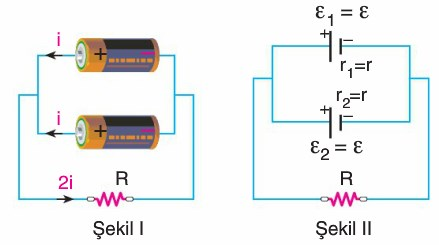 i
+
-
i
+
-
2i
R
Şekil I
ε₁ = ε
+ -
r₁=r
r₂=r
+ -
ε₂ = ε
R
Şekil II